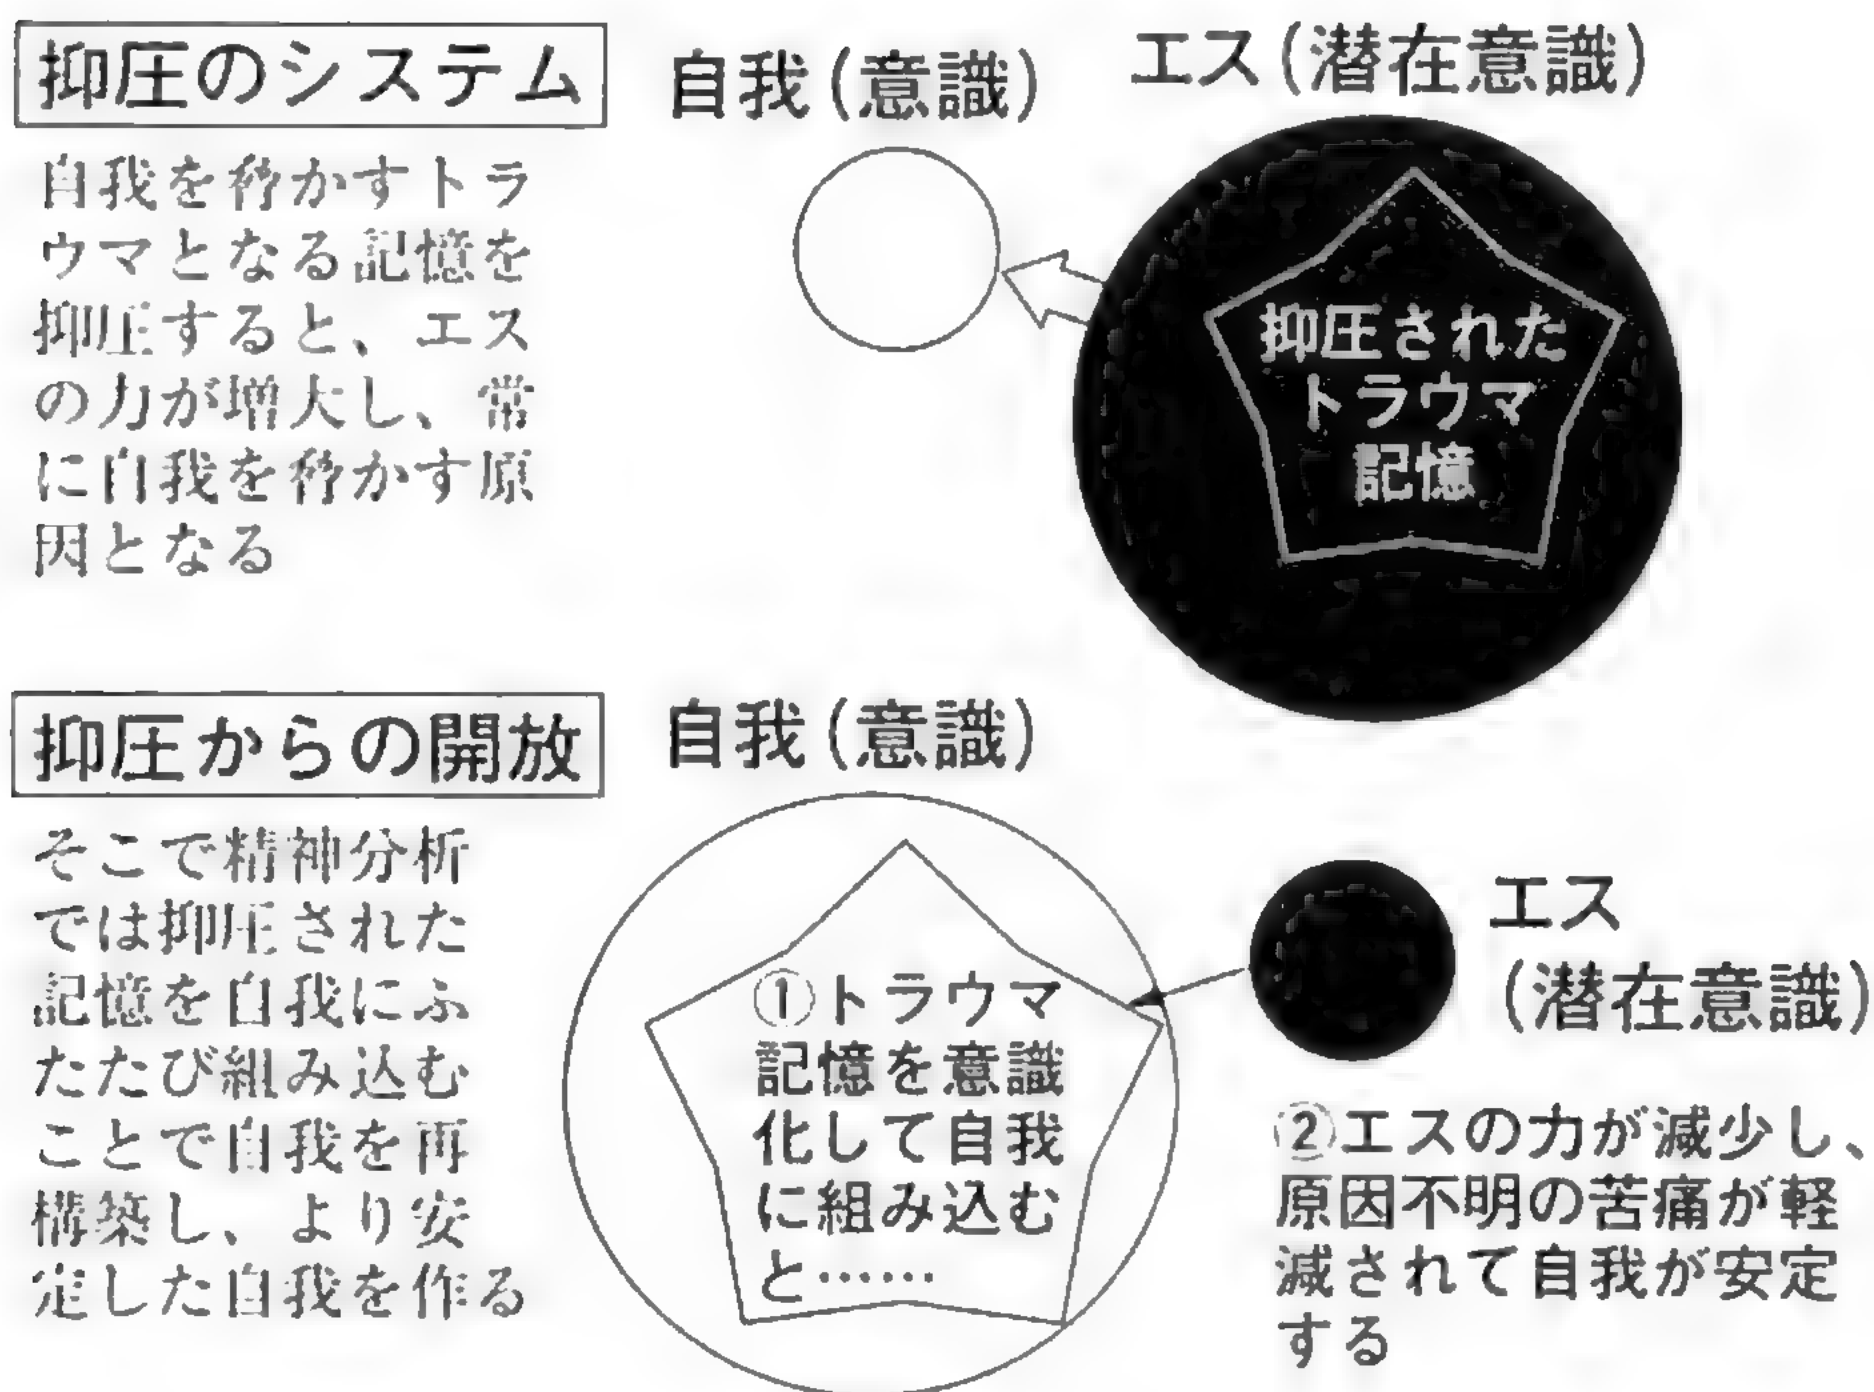 抑圧のシステム
自我を脅かすトラ
ウマとなる記憶を
抑圧すると、エス
の力が増大し、常
に自我を脅かす原
因となる
自我(意識)
エス(潜在意識)
抑圧された
トラウマ
記憶
抑圧からの開放
そこで精神分析
では抑圧された
記憶を自我にふ
たたび組み込む
ことで自我を再
構築し、より安
定した自我を作る
自我(意識)
①トラウマ
記憶を意識
化して自我
に組み込む
と……
エス
(潜在意識)
②エスの力が減少し、
原因不明の苦痛が軽
減されて自我が安定
する